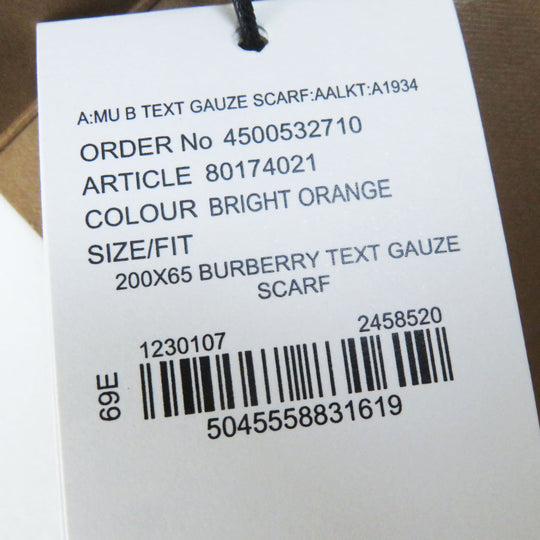 A:MU B TEXT GAUZE SCARF:AALKT:A1934
ORDER No 4500532710
ARTICLE 80174021
COLOUR BRIGHT ORANGE
SIZE/FIT
200X65 BURBERRY TEXT GAUZE
SCARF
1230107 2458520
69E
5045558831619